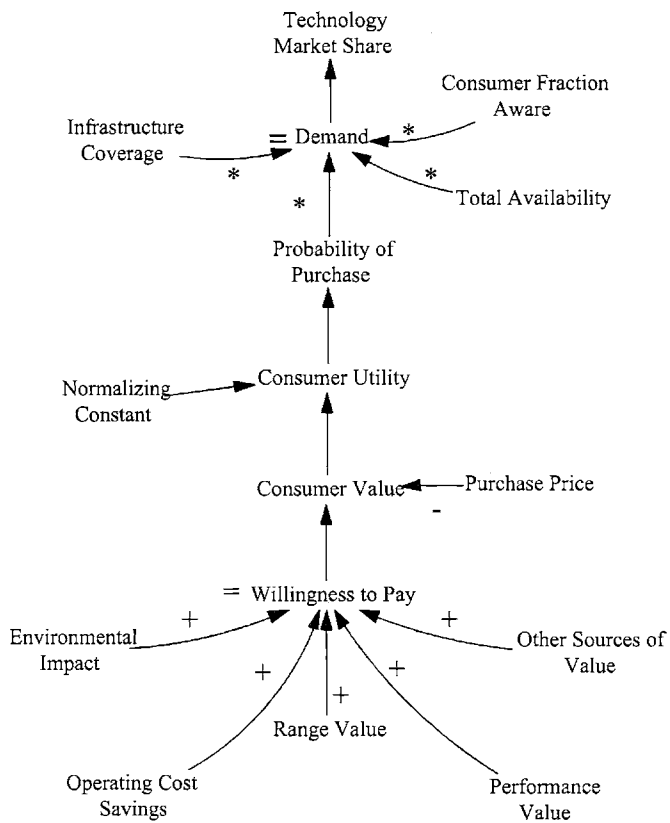 Technology
Market Share
Consumer Fraction
Aware
Infrastructure
Coverage
= Demand
*
*
*
*
Total Availability
Probability of
Purchase
Normalizing
Constant
Consumer Utility
Consumer Value
Purchase Price
-
= Willingness to Pay
+
+
+
+
+
Environmental
Impact
Other Sources of
Value
Range Value
Operating Cost
Savings
Performance
Value